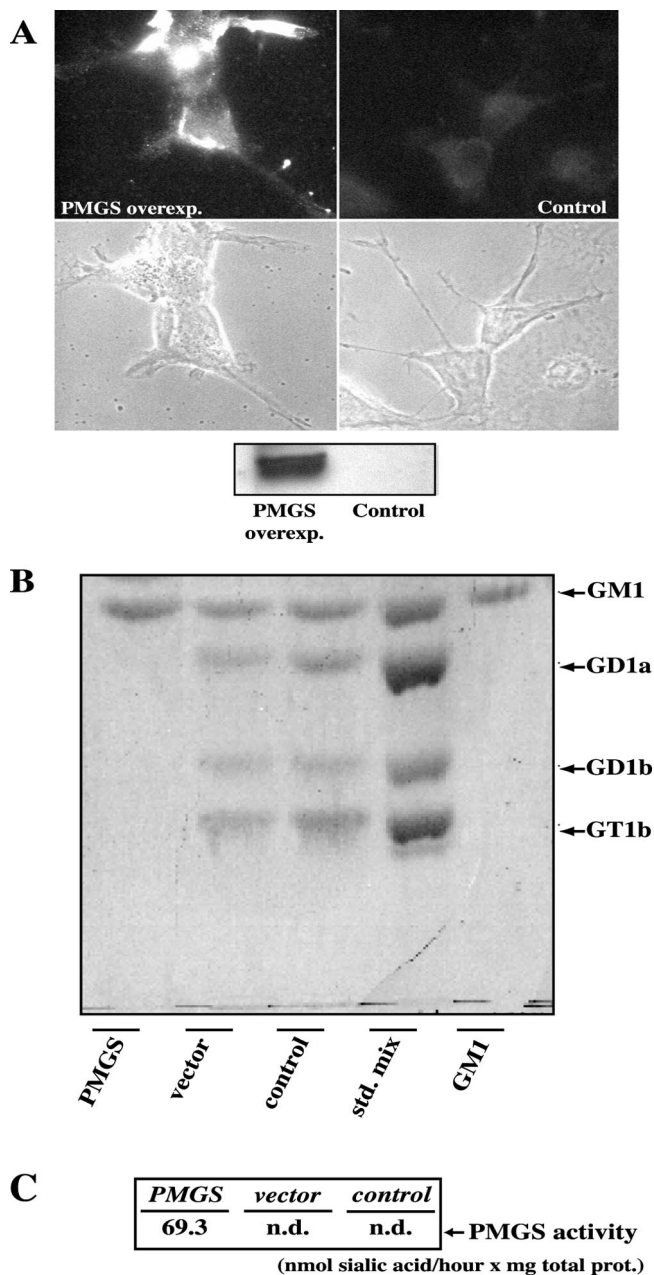 A
PMGS overexp.
Control
PMGS overexp.
Control
B
GM1
GD1a
GD1b
GT1b
PMGS
vector
control
std. mix
GM1
C
PMGS vector control
69.3 n.d. n.d.
PMGS activity
(nmol sialic acid/hour x mg total prot.)